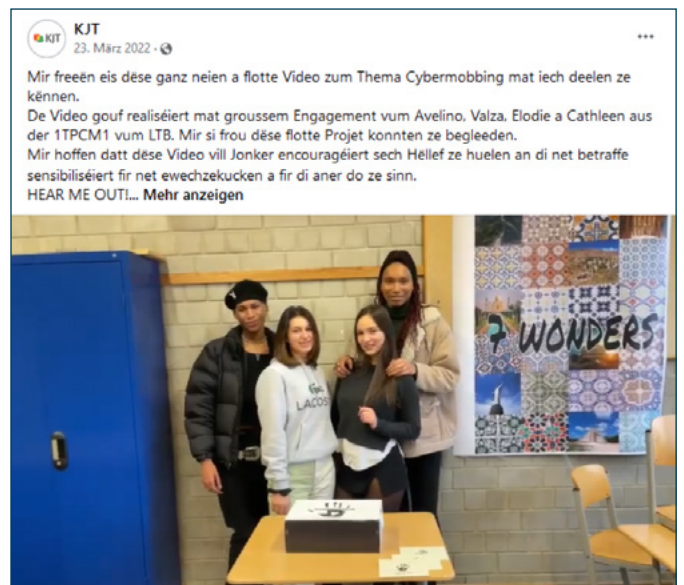 KJT
KJT
23. März 2022
Mir freeën eis dëse ganz neien a flotte Video zum Thema Cybermobbing mat iech deelen ze
kënnen.
De Video gouf realiséiert mat groussem Engagement vum Avelino, Valza, Elodie a Cathleen aus
der 1TPCM1 vum LTB. Mir si frou dëse flotte Projet konnten ze begleeden.
Mir hoffen datt dëse Video vill Jonker encouragéiert sech Hëllef ze huelen an di net betraffe
sensibiliséiert fir net ewechzekucken a fir di aner do ze sinn.
HEAR ME OUT!... Mehr anzeigen
7 WONDERS
LACOSTE